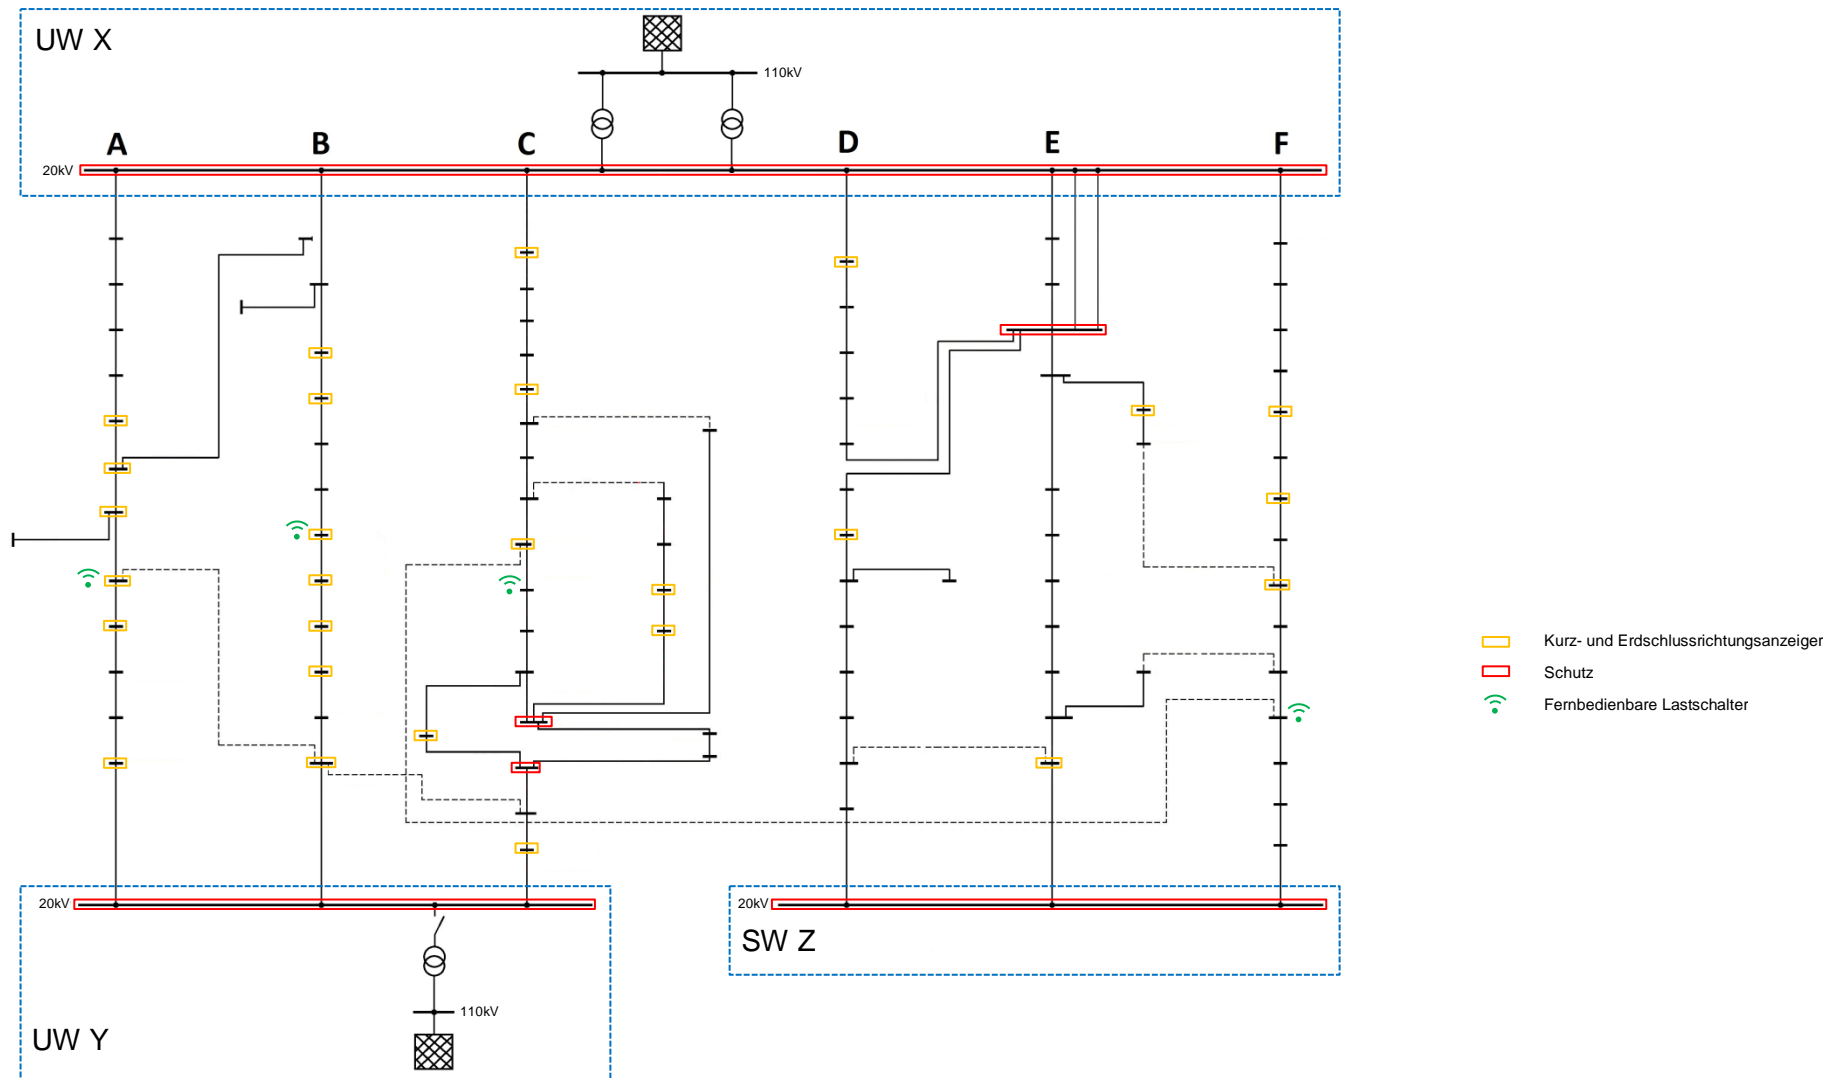 UW X
110kV
A B C D E F
20kV
Kurz- und Erdschlussrichtungsanzeiger
Schutz
Fernbedienbare Lastschalter
20kV
20kV
SW Z
110kV
UW Y